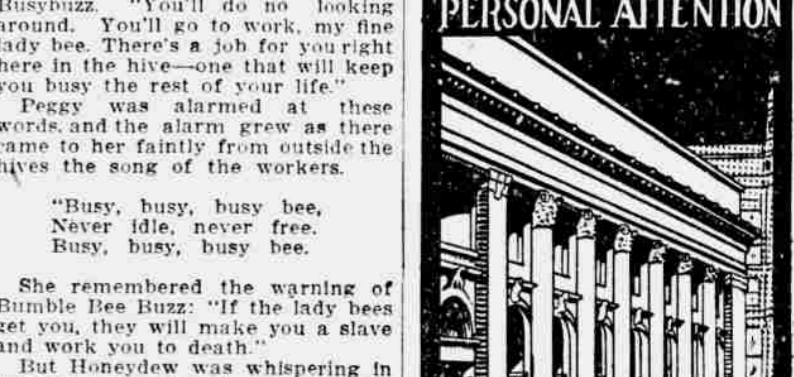 Busybuzz. "You'll do no looking
around. You'll go to work, my fine
lady bee. There's a job for you right
here in the hive—one that will keep
you busy the rest of your life."
Peggy was alarmed at these
words, and the alarm grew as there
came to her faintly from outside the
hives the song of the workers.
"Busy, busy, busy bee,
Never idle, never free.
Busy, busy, busy bee.
She remembered the warning of
Bumble Bee Buzz: "If the lady bees
get you, they will make you a slave
and work you to death."
But Honeydew was whispering in
PERSONAL ATTENTION